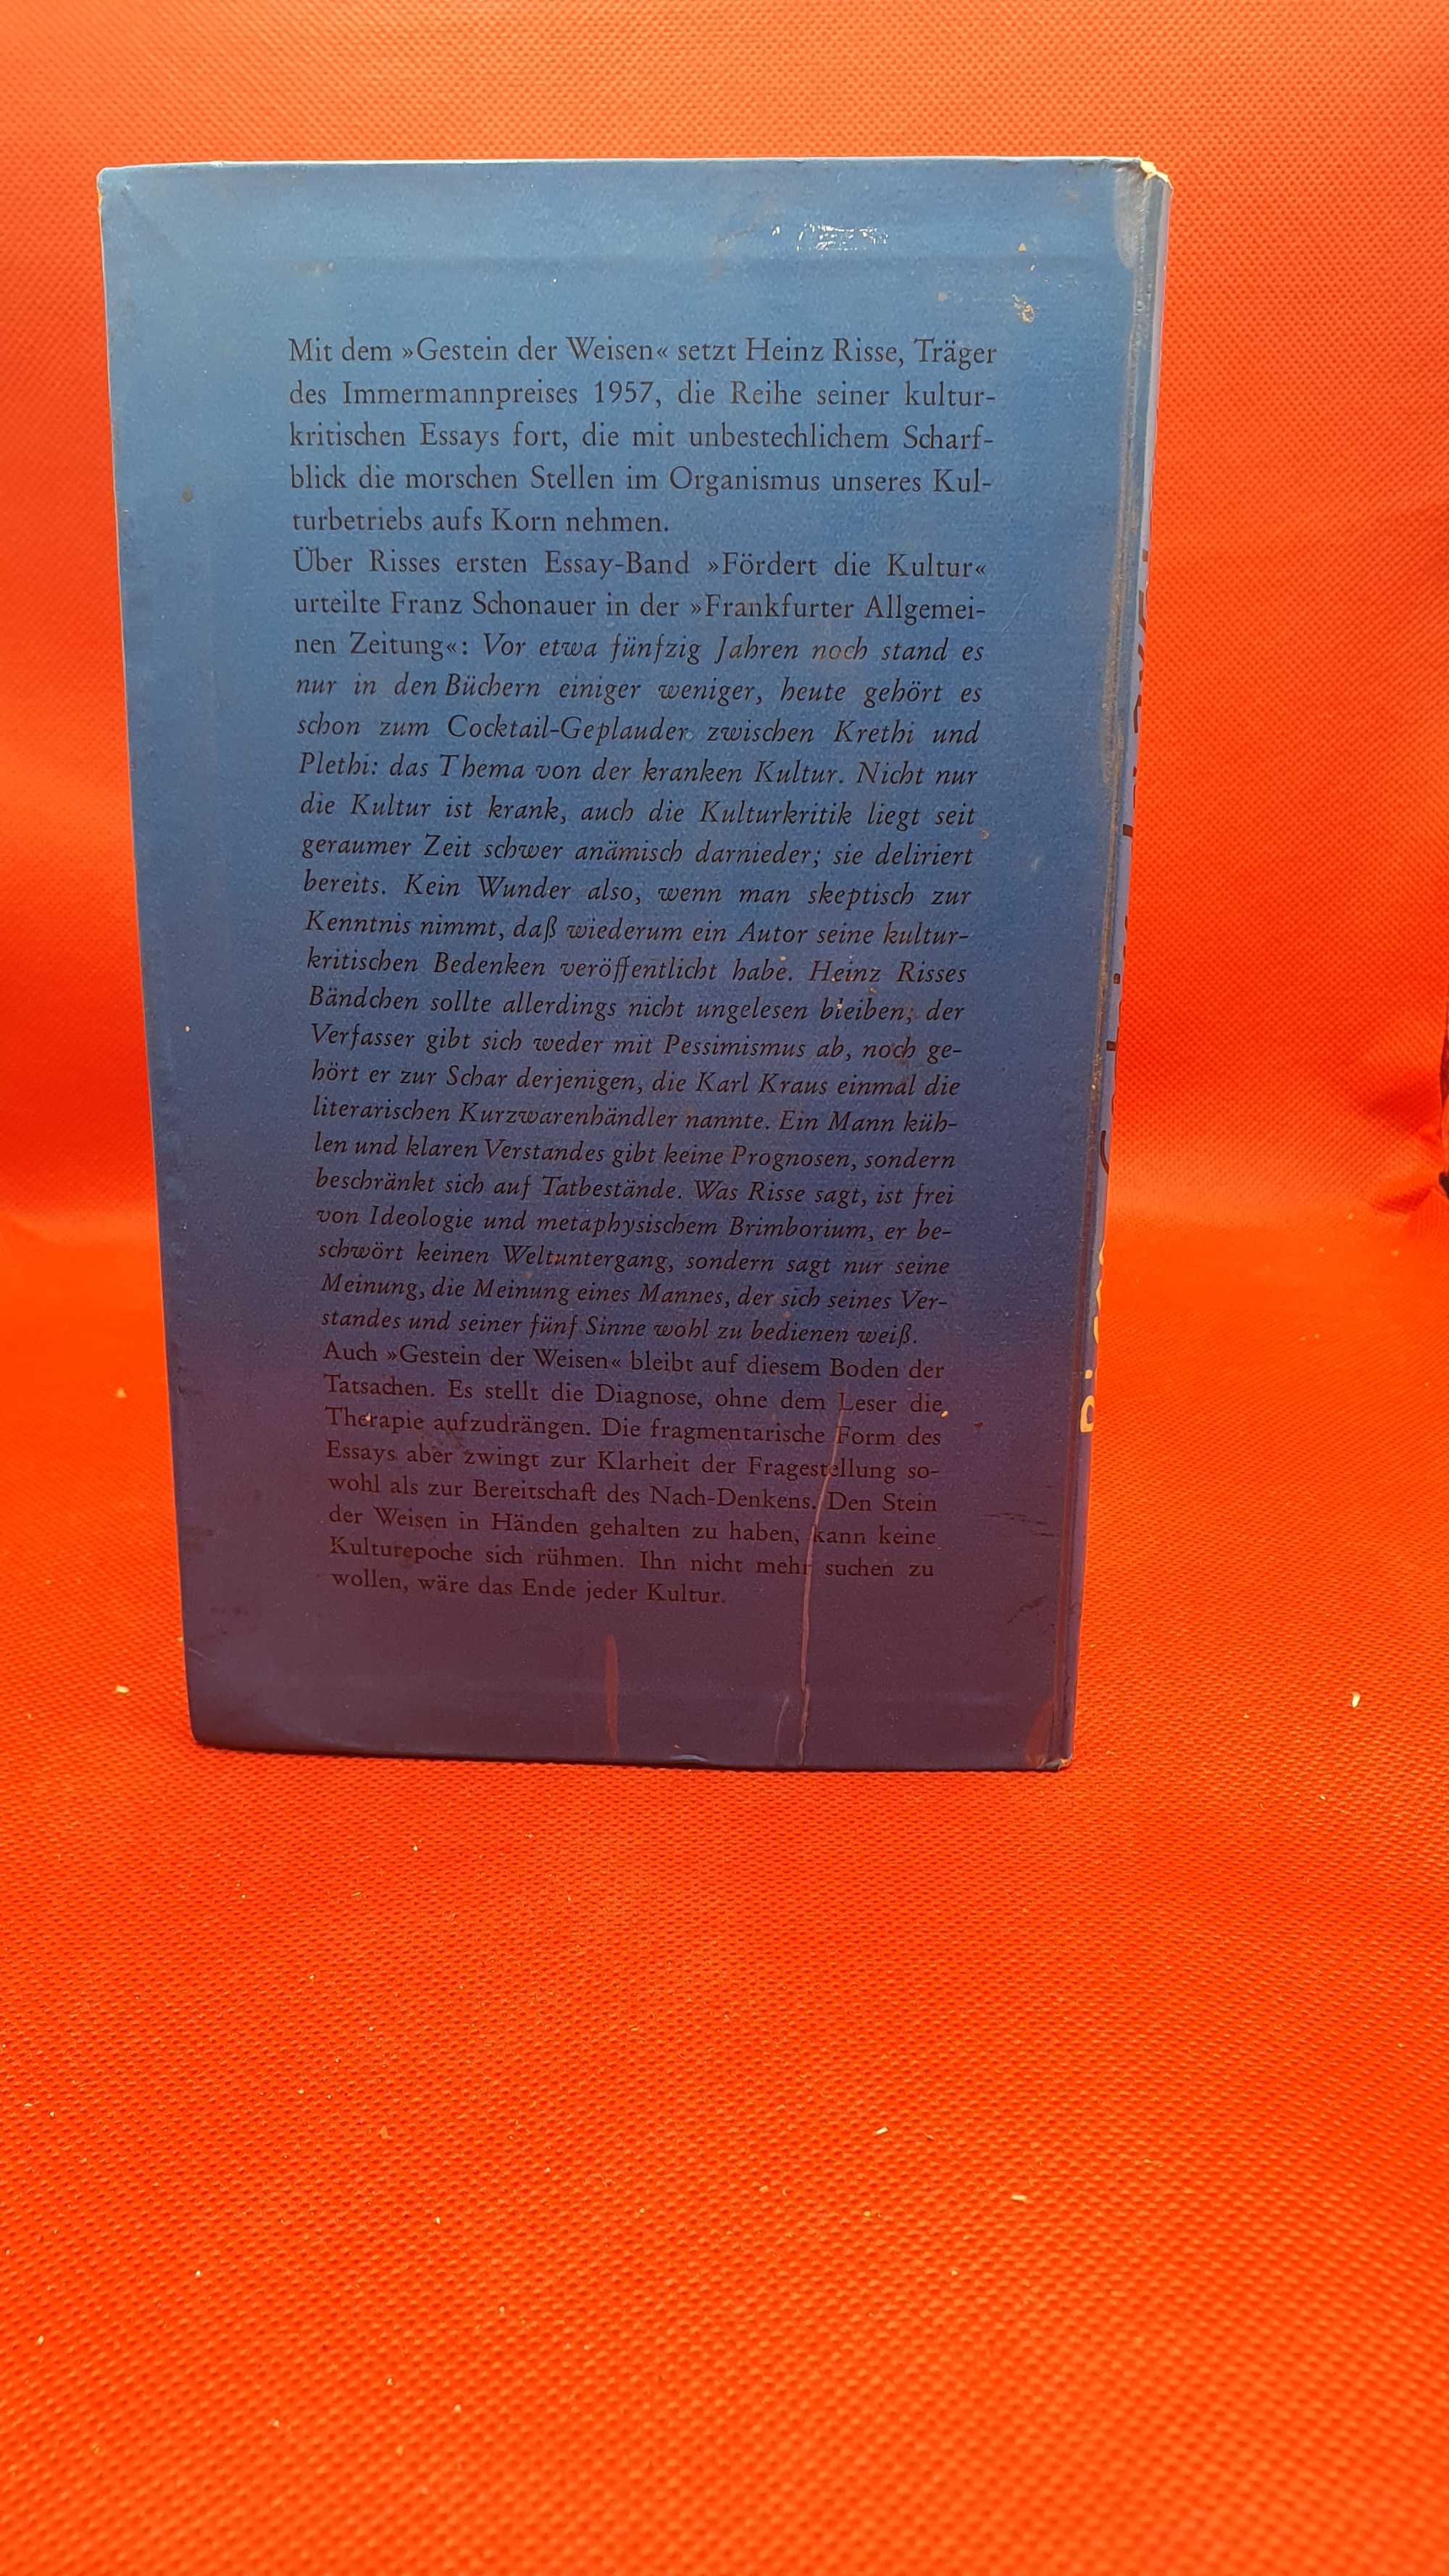 Mit dem »Gestein der Weisen« setzt Heinz Risse, Träger
des Immermannpreises 1957, die Reihe seiner kultur-
kritischen Essays fort, die mit unbestechlichem Scharf-
blick die morschen Stellen im Organismus unseres Kul-
turbetriebs aufs Korn nehmen.
Über Risses ersten Essay-Band »Fördert die Kultur«
urteilte Franz Schonauer in der »Frankfurter Allgemei-
nen Zeitung«: Vor etwa fünfzig Jahren noch stand es
nur in den Büchern einiger weniger, heute gehört es
schon zum Cocktail-Geplauder zwischen Krethi und
Plethi: das Thema von der kranken Kultur. Nicht nur
die Kultur ist krank, auch die Kulturkritik liegt seit
geraumer Zeit schwer anämisch darnieder; sie deliriert
bereits. Kein Wunder also, wenn man skeptisch zur
Kenntnis nimmt, daß wiederum ein Autor seine kultur-
kritischen Bedenken veröffentlicht habe. Heinz Risses
Bändchen sollte allerdings nicht ungelesen bleiben; der
Verfasser gibt sich weder mit Pessimismus ab, noch ge-
hört er zur Schar derjenigen, die Karl Kraus einmal die
literarischen Kurzwarenhändler nannte. Ein Mann küh-
len und klaren Verstandes gibt keine Prognosen, sondern
beschränkt sich auf Tatbestände. Was Risse sagt, ist frei
von Ideologie und metaphysischem Brimborium, er be-
schwört keinen Weltuntergang, sondern sagt nur seine
Meinung, die Meinung eines Mannes, der sich seines Ver-
standes und seiner fünf Sinne wohl zu bedienen weiß.
Auch »Gestein der Weisen« bleibt auf diesem Boden der
Tatsachen. Es stellt die Diagnose, ohne dem Leser die
Therapie aufzudrängen. Die fragmentarische Form des
Essays aber zwingt zur Klarheit der Fragestellung so-
wohl als zur Bereitschaft des Nach-Denkens. Den Stein
der Weisen in Händen gehalten zu haben, kann keine
Kulturepoche sich rühmen. Ihn nicht mehr suchen zu
wollen, wäre das Ende jeder Kultur.